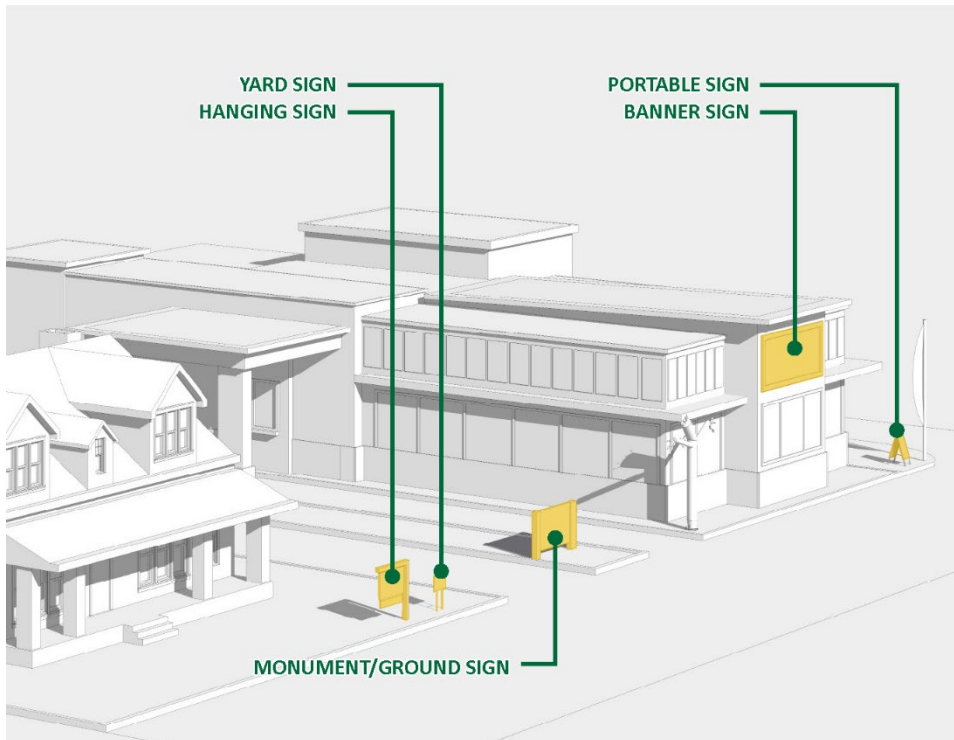 YARD SIGN
HANGING SIGN
PORTABLE SIGN
BANNER SIGN
MONUMENT/GROUND SIGN